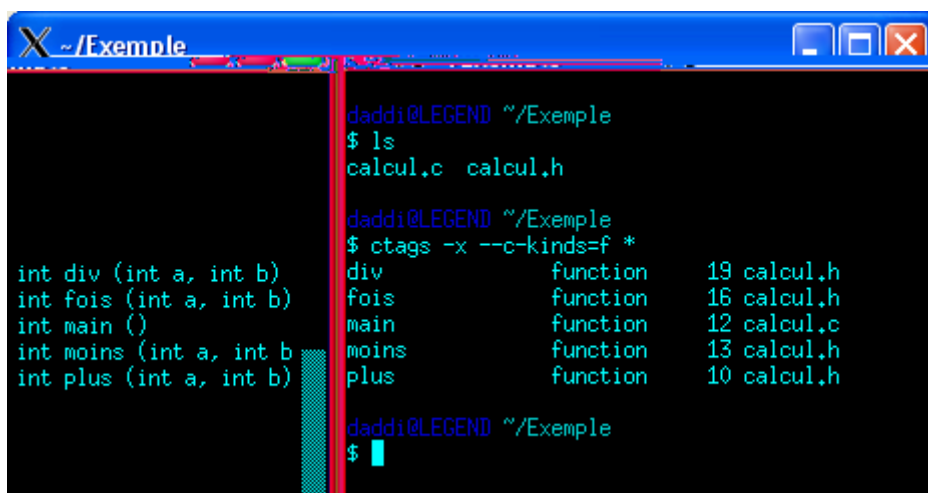 ~/Exemple
daddi@LEGEND ~/Exemple
$ ls
calcul.c calcul.h
daddi@LEGEND ~/Exemple
$ ctags -x --c-kinds=f *
div function 19 calcul.h
fois function 16 calcul.h
main function 12 calcul.c
moins function 13 calcul.h
plus function 10 calcul.h
daddi@LEGEND ~/Exemple
$
int div (int a, int b)
int fois (int a, int b)
int main ()
int moins (int a, int b
int plus (int a, int b)